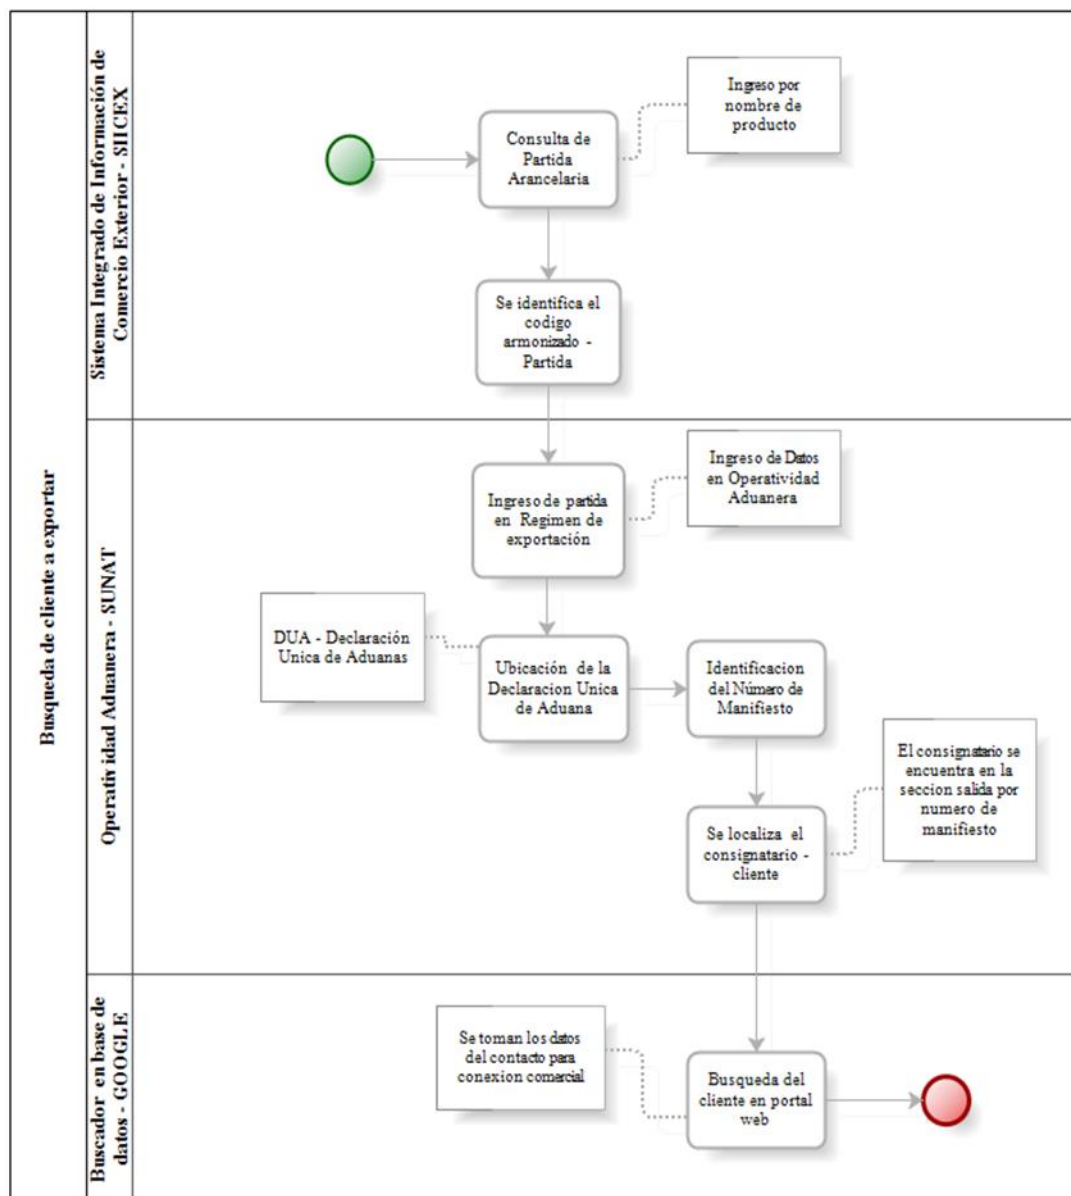 Busqueda de cliente a exportar
Sistema Integrado de Información de
Comercio Exterior - SIICEX
Ingreso por
nombre de
producto
Consulta de
Partida
Arancelaria
Se identifica el
codigo
armonizado -
Partida
Operatividad Aduanera - SUNAT
Ingreso de Datos
en Operatividad
Aduanera
Ingreso de partida
en Regimen de
exportación
DUA - Declaración
Unica de Aduanas
Ubicación de la
Declaracion Unica
de Aduana
Identificacion
del Número de
Manifiesto
El consignatario se
encuentra en la
seccion salida por
numero de
manifiesto
Se localiza el
consignatario -
cliente
Buscador en base de
datos - GOOGLE
Se toman los datos
del contacto para
conexion comercial
Busqueda del
cliente en portal
web